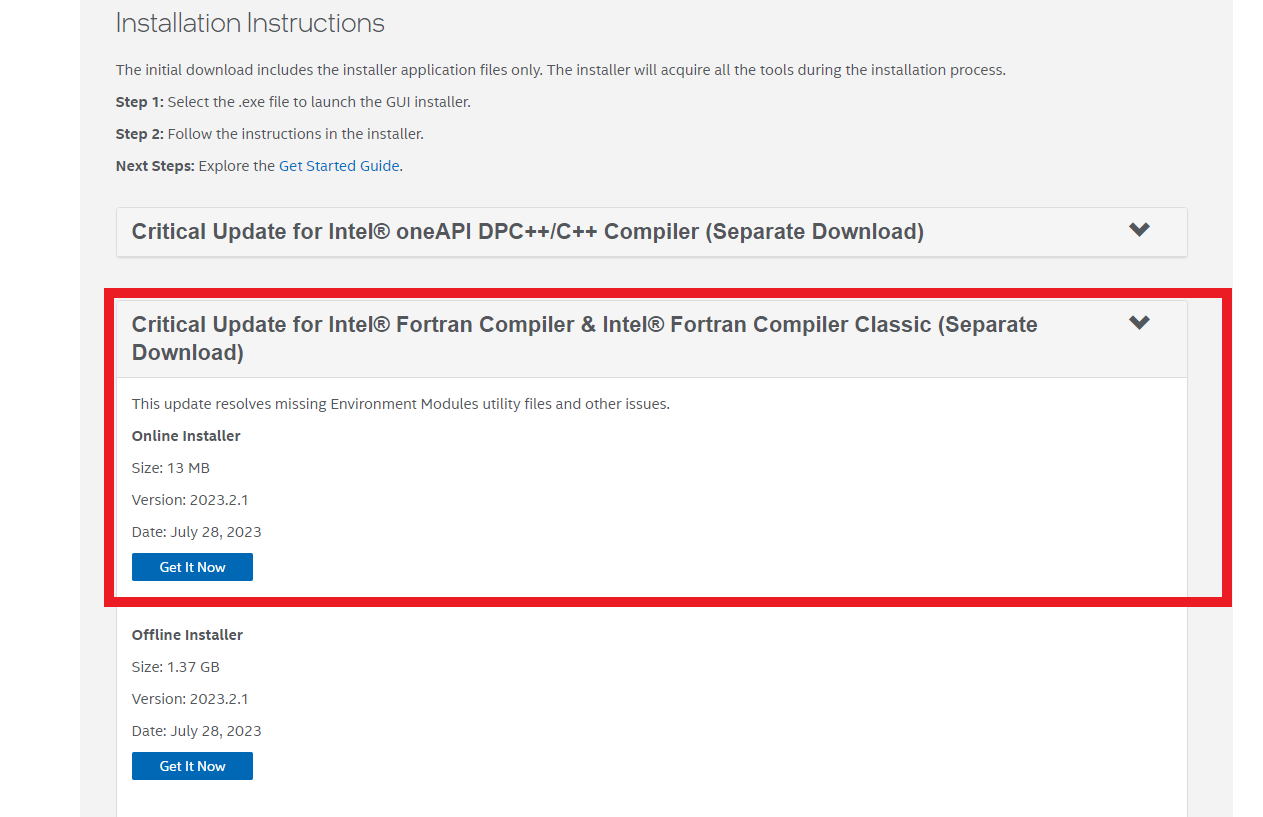 Installation Instructions
The initial download includes the installer application files only. The installer will acquire all the tools during the installation process.
Step 1: Select the .exe file to launch the GUI installer.
Step 2: Follow the instructions in the installer.
Next Steps: Explore the Get Started Guide.
Critical Update for Intel® oneAPI DPC++/C++ Compiler (Separate Download)
Critical Update for Intel® Fortran Compiler & Intel® Fortran Compiler Classic (Separate
Download)
This update resolves missing Environment Modules utility files and other issues.
Online Installer
Size: 13 MB
Version: 2023.2.1
Date: July 28, 2023
Get It Now
Offline Installer
Size: 1.37 GB
Version: 2023.2.1
Date: July 28, 2023
Get It Now